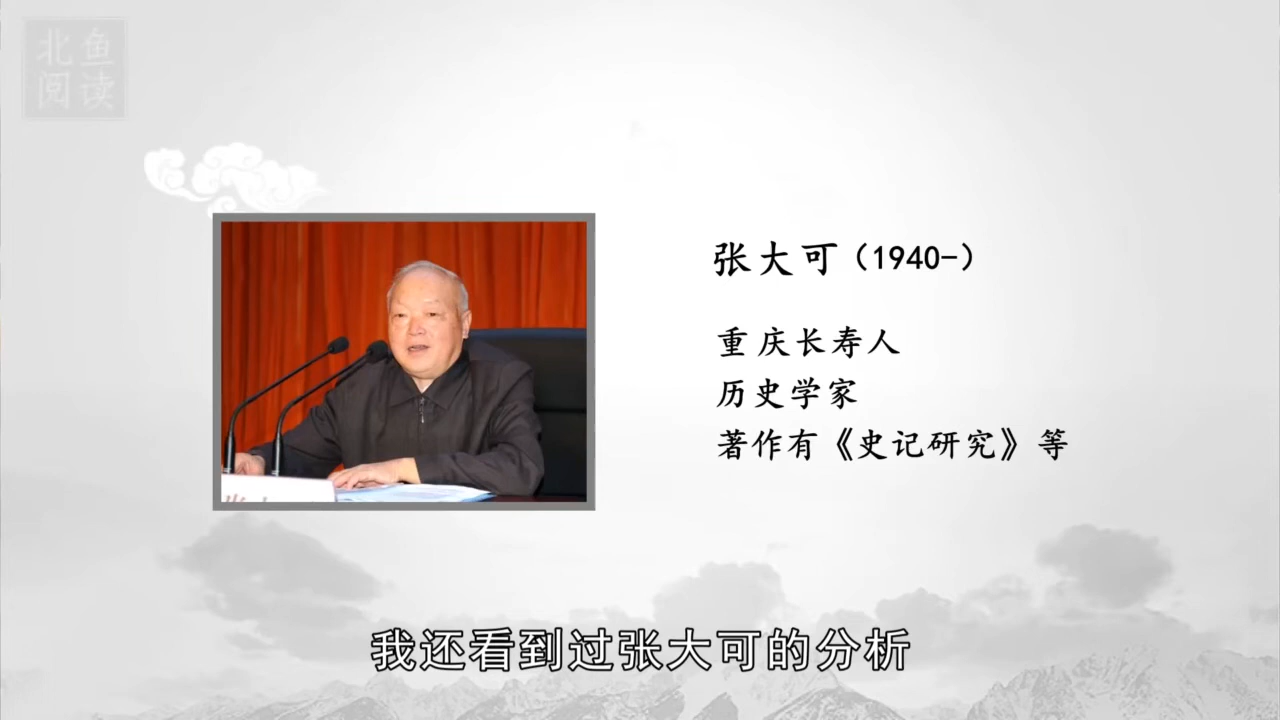 北鱼
阅读
张大可（1940-）
重庆长寿人
历史学家
著作有《史记研究》等
我还看到过张大可的分析